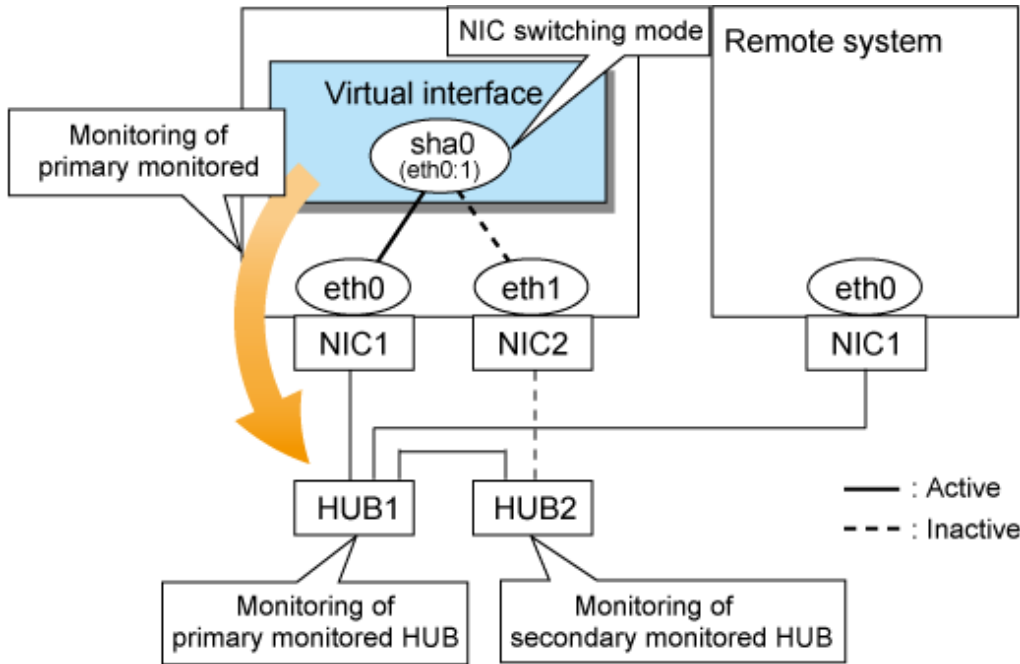 NIC switching mode
Remote system
Virtual interface
sha0
(eth0:1)
Monitoring of
primary monitored
eth0
eth1
eth0
NIC1
NIC2
NIC1
HUB1
HUB2
: Active
: Inactive
Monitoring of
primary monitored HUB
Monitoring of
secondary monitored HUB